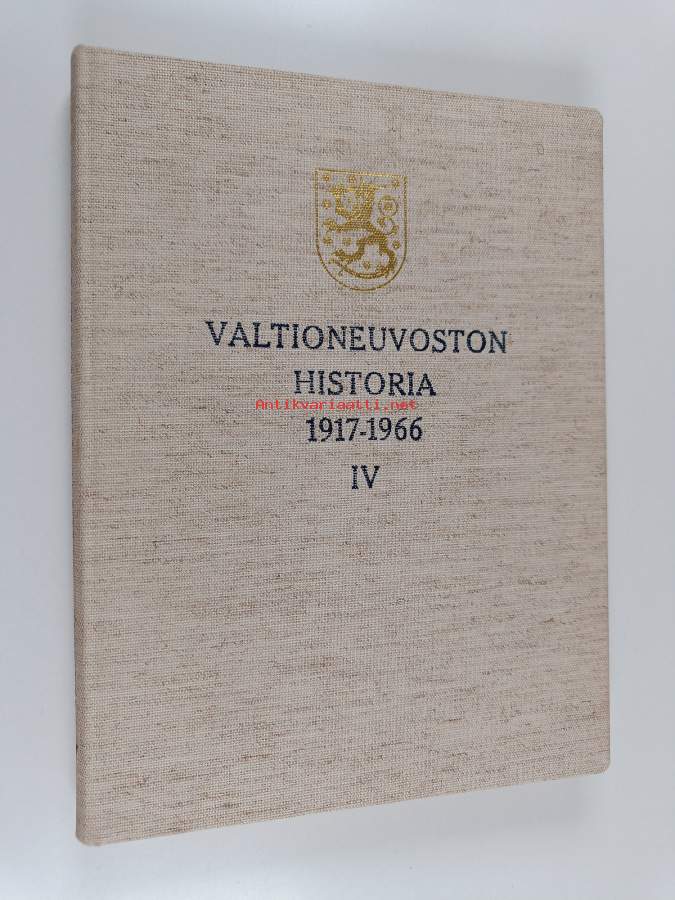 VALTIONEUVOSTON
HISTORIA
Antikvariaatti.net
1917-1966
IV